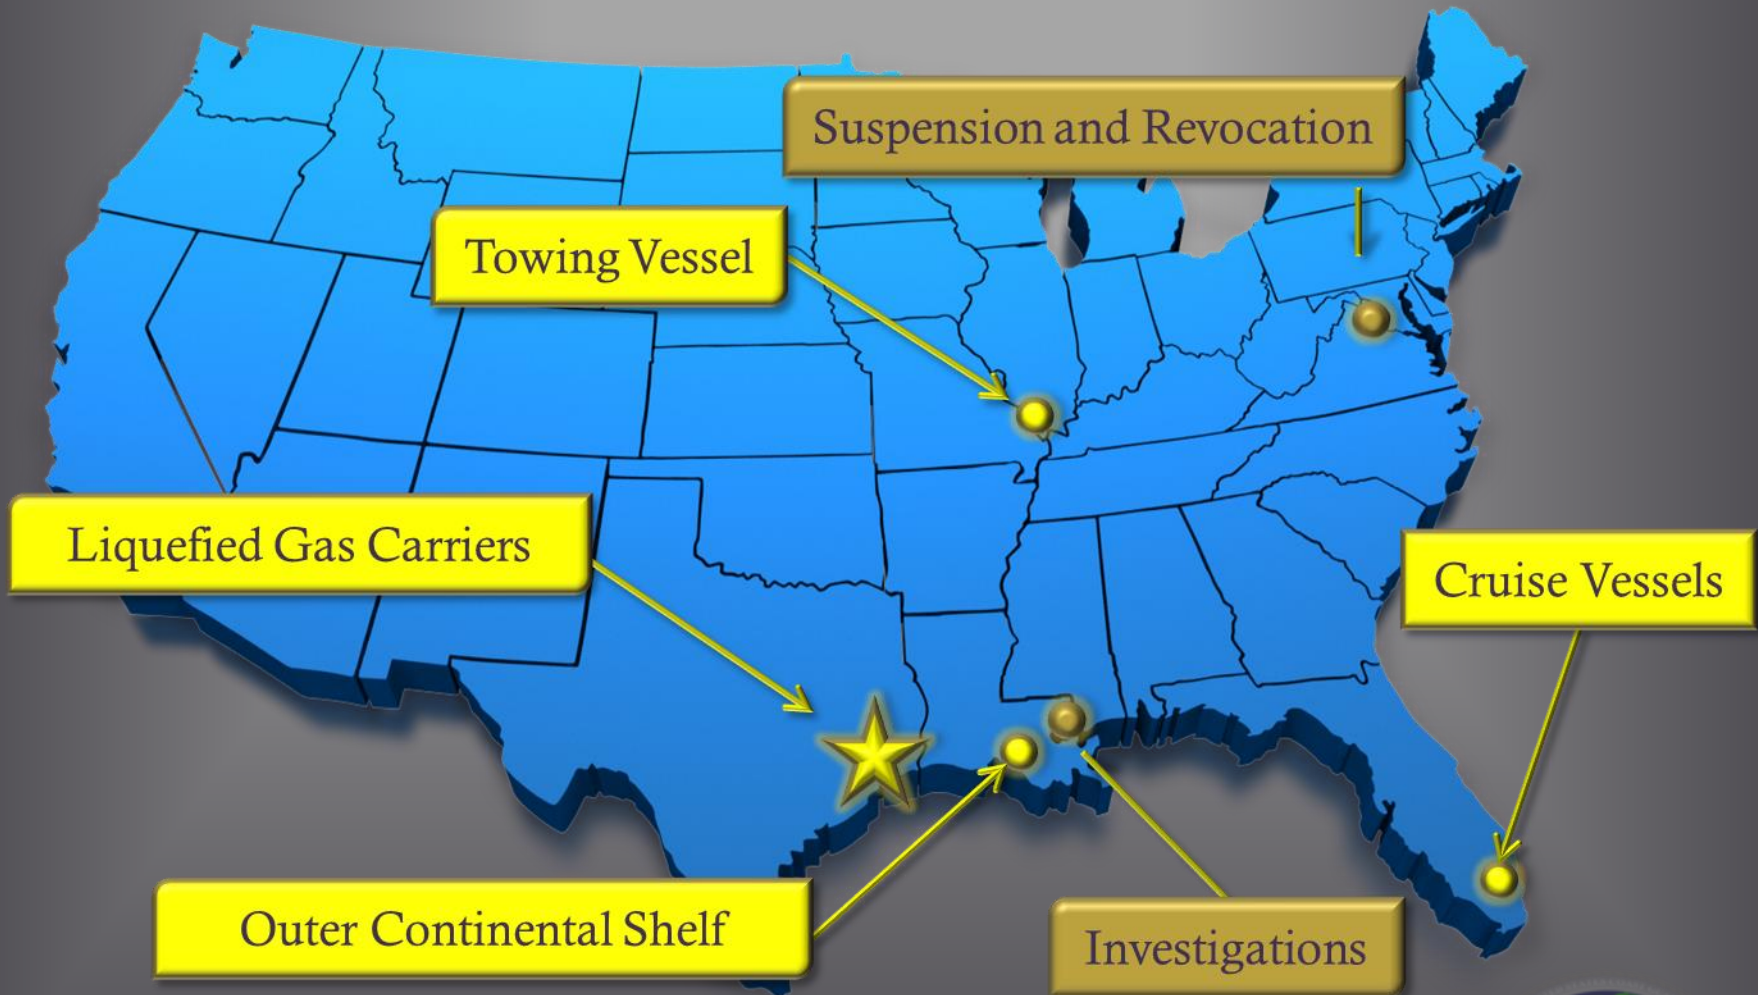 Suspension and Revocation
Towing Vessel
Liquefied Gas Carriers
Cruise Vessels
Outer Continental Shelf
Investigations